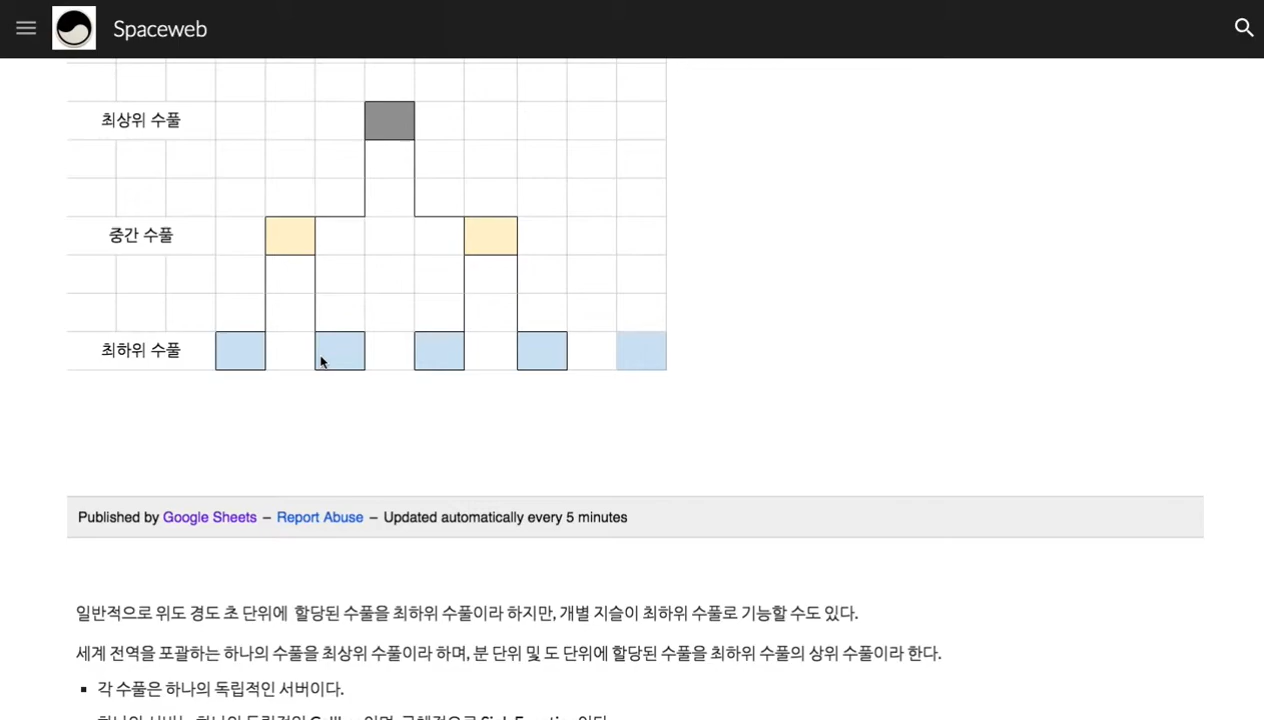 Spaceweb
최상위 수풀
중간 수풀
최하위 수풀
Published by Google Sheets – Report Abuse – Updated automatically every 5 minutes
일반적으로 위도 경도 초 단위에 할당된 수풀을 최하위 수풀이라 하지만, 개별 지슬이 최하위 수풀로 기능할 수도 있다.
세계 전역을 포괄하는 하나의 수풀을 최상위 수풀이라 하며, 분 단위 및 도 단위에 할당된 수풀을 최하위 수풀의 상위 수풀이라 한다.
▪ 각 수풀은 하나의 독립적인 서버이다.